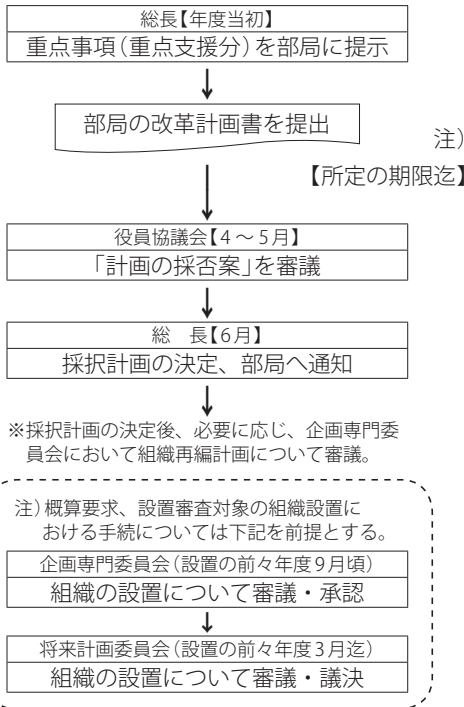 総長【年度当初】
重点事項（重点支援分）を部局に提示
部局の改革計画書を提出
注）
【所定の期限迄】
役員協議会【4～5月】
「計画の採否案」を審議
総　長【6月】
採択計画の決定、部局へ通知
※採択計画の決定後、必要に応じ、企画専門委
員会において組織再編計画について審議。
注）概算要求、設置審査対象の組織設置に
おける手続については下記を前提とする。
企画専門委員会（設置の前々年度9月頃）
組織の設置について審議・承認
将来計画委員会（設置の前々年度3月迄）
組織の設置について審議・議決